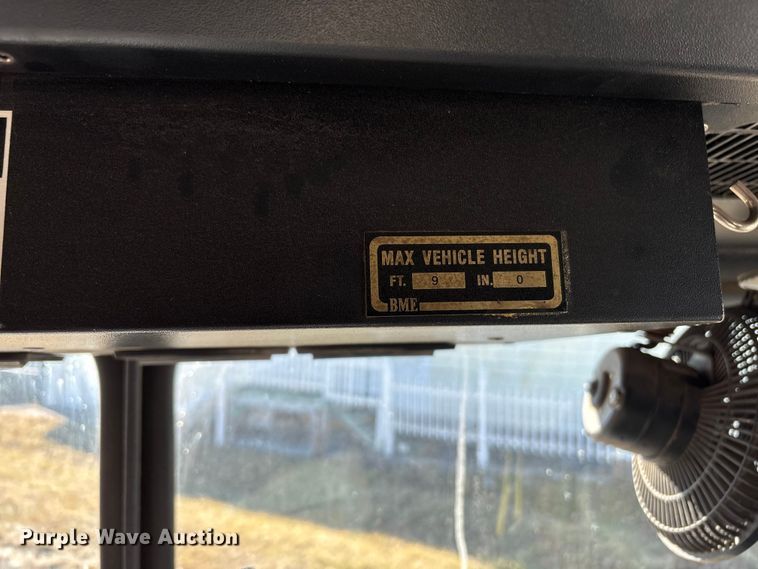 MAX VEHICLE HEIGHT
FT. 9 IN. 0
BME
Purple Wave Auction